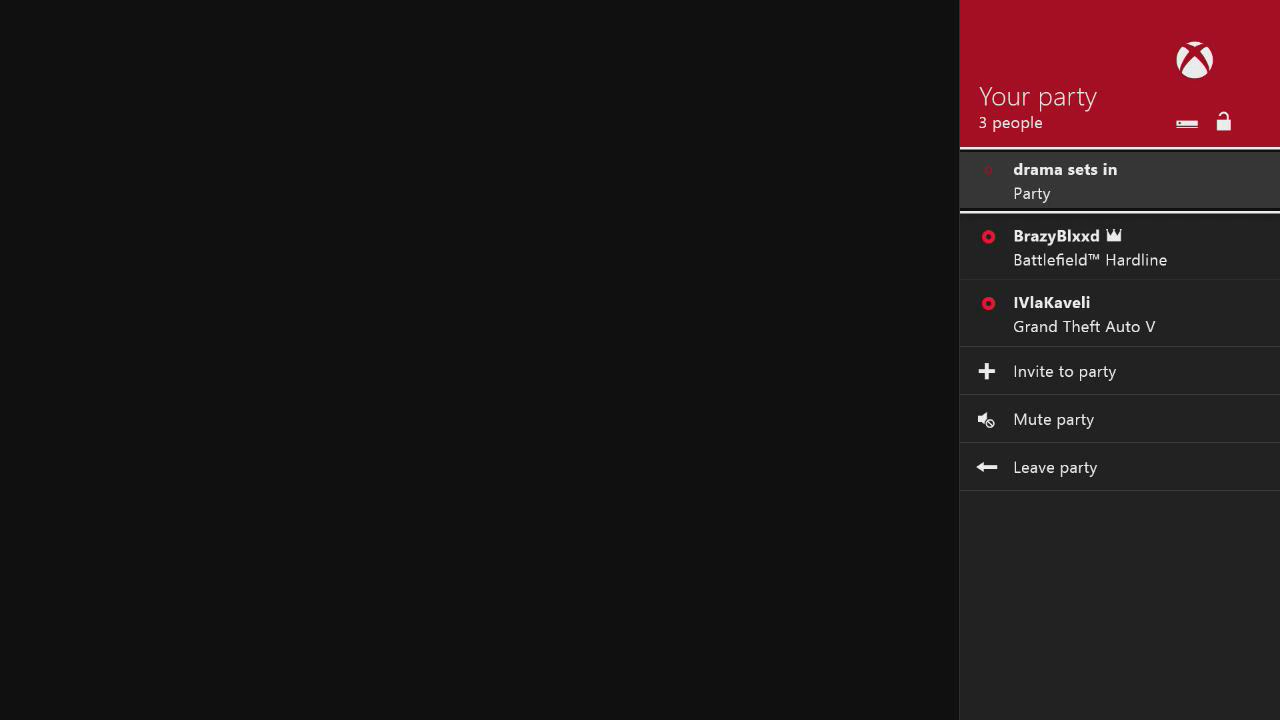 Your party
3 people
drama sets in
Party
BrazyBlxxd
Battlefield™ Hardline
IVlaKaveli
Grand Theft Auto V
Invite to party
Mute party
Leave party